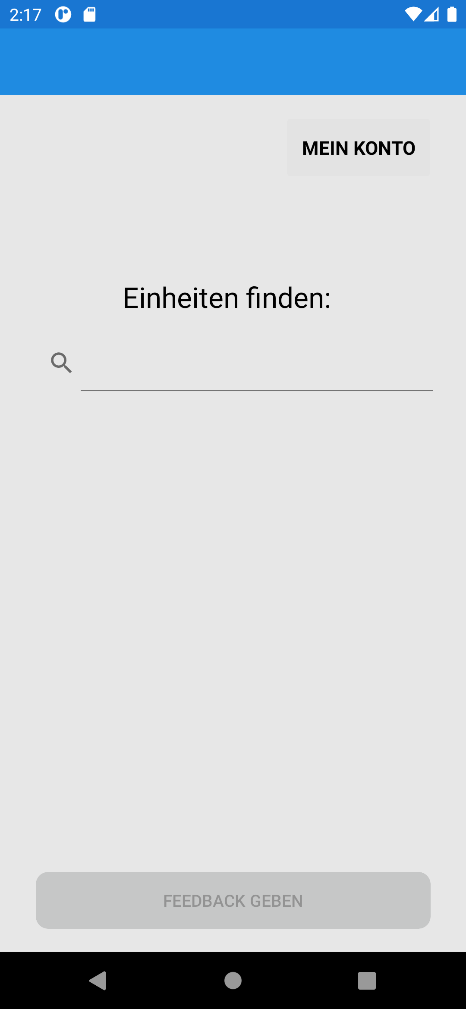 2:17
MEIN KONTO
Einheiten finden:
FEEDBACK GEBEN